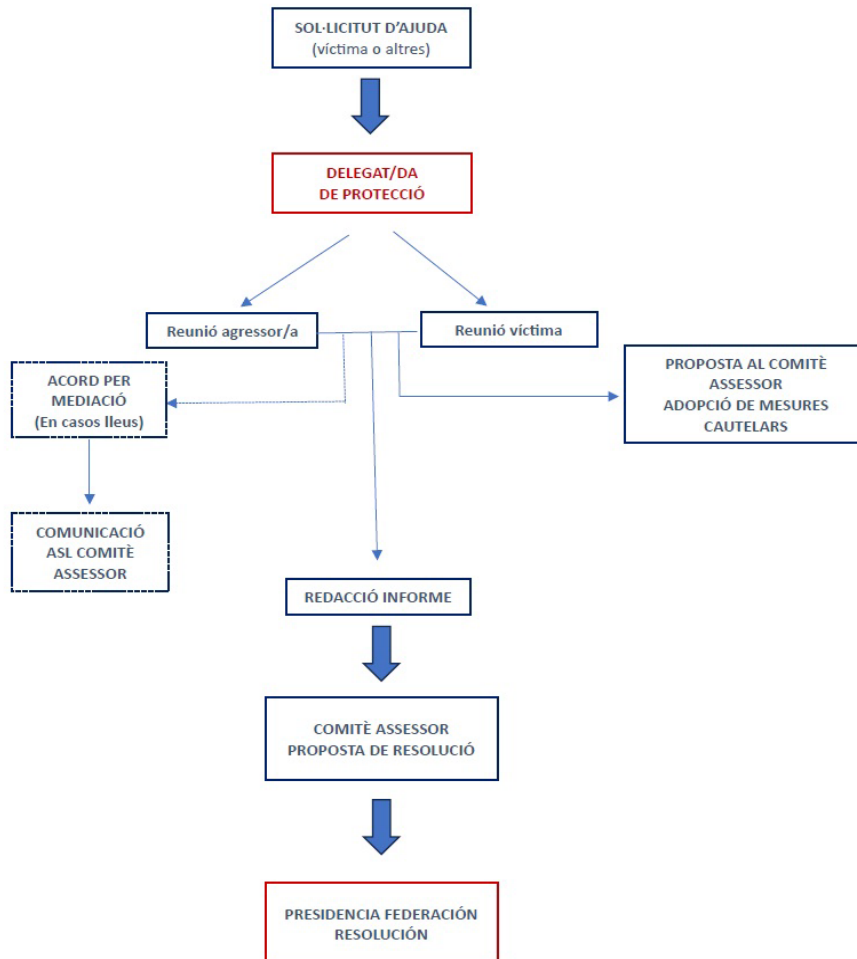 SOL·LICITUT D'AJUDA
(víctima o altres)
DELEGAT/DA
DE PROTECCIÓ
Reunió agressor/a
Reunió víctima
ACORD PER
MEDIACIÓ
(En casos lleus)
PROPOSTA AL COMITÈ
ASSESSOR
ADOPCIÓ DE MESURES
CAUTELARS
COMUNICACIÓ
ASL COMITÈ
ASSESSOR
REDACCIÓ INFORME
COMITÈ ASSESSOR
PROPOSTA DE RESOLUCIÓ
PRESIDENCIA FEDERACIÓN
RESOLUCIÓN